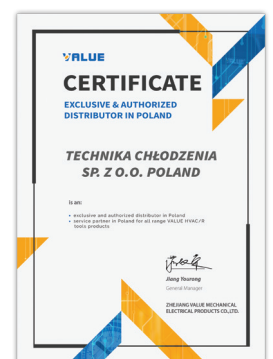 VALUE
CERTIFICATE
EXCLUSIVE & AUTHORIZED
DISTRIBUTOR IN POLAND
TECHNIKA CHŁODZENIA
SP. Z O.O. POLAND
Is an:
• exclusive and authorized distributor in Poland
• service partner in Poland for all range VALUE HVAC/R
tools products
Jiang Yourong
General Manager
ZHEJIANG VALUE MECHANICAL
ELECTRICAL PRODUCTS CO.,LTD.